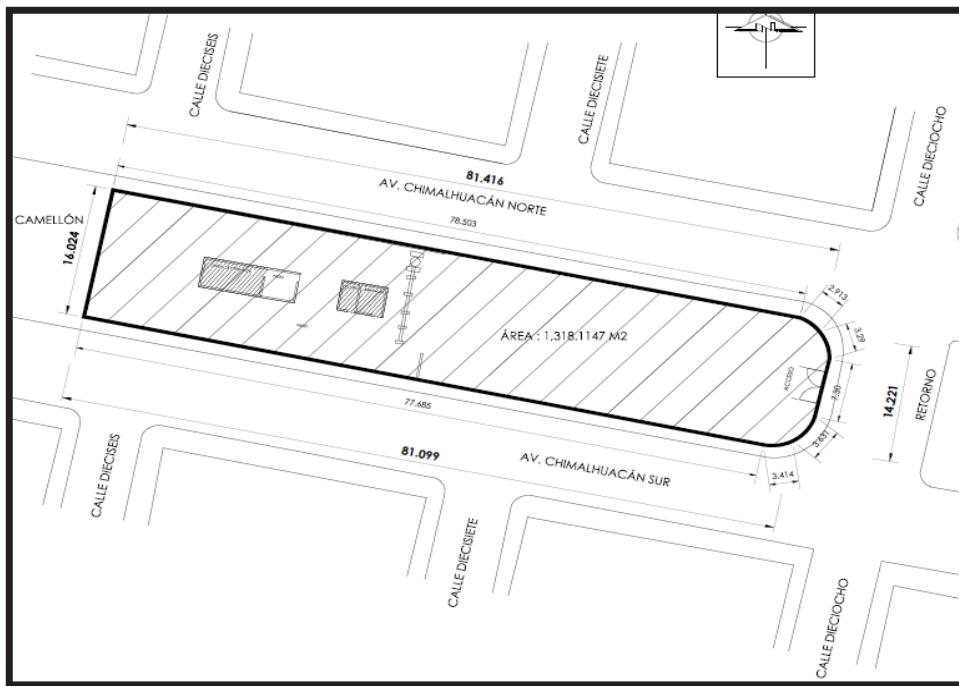 CALLE DIECISEIS
CALLE DIECISIETE
CALLE DIECIOCHO
81.416
AV. CHIMALHUACÁN NORTE
78.503
CAMELLÓN
16.024
2.913
3.29
ÁREA : 1,318.1147 M2
ACCESO
7.30
14.221
RETORNO
3.631
3.414
77.685
81.099
AV. CHIMALHUACÁN SUR
CALLE DIECISEIS
CALLE DIECISIETE
CALLE DIECIOCHO